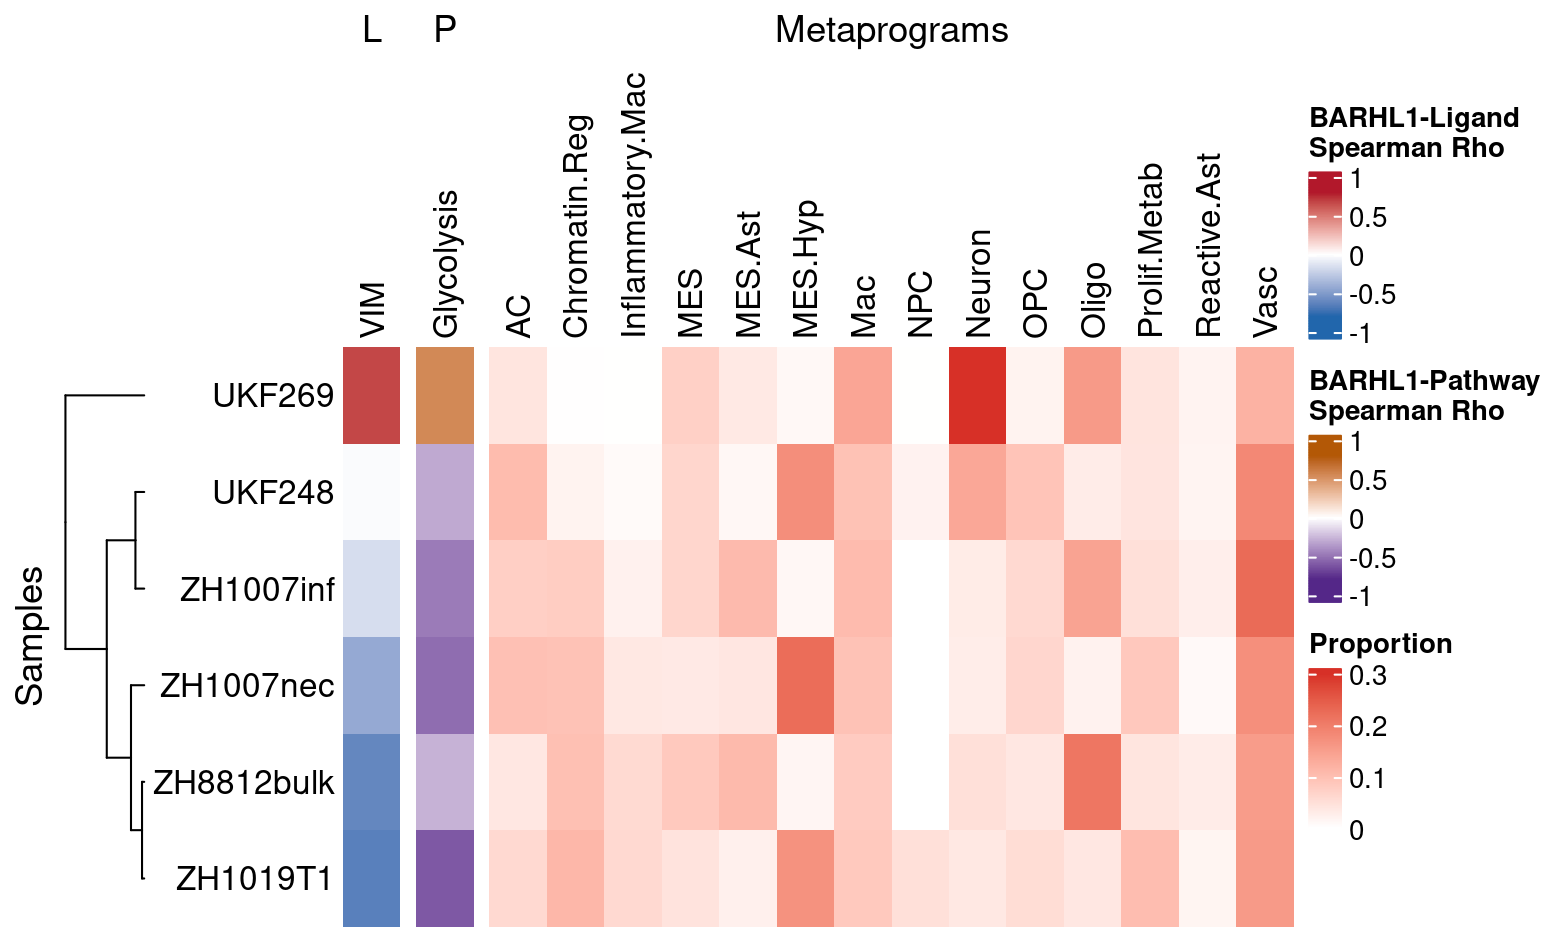 L
P
Metaprograms
VIM
Glycolysis
AC
Chromatin.Reg
Inflammatory.Mac
MES
MES.Ast
MES.Hyp
Mac
NPC
Neuron
OPC
Oligo
Prolif.Metab
Reactive.Ast
Vasc
Samples
UKF269
UKF248
ZH1007inf
ZH1007nec
ZH8812bulk
ZH1019T1
BARHL1-Ligand
Spearman Rho
1
0.5
0
-0.5
-1
BARHL1-Pathway
Spearman Rho
1
0.5
0
-0.5
-1
Proportion
0.3
0.2
0.1
0